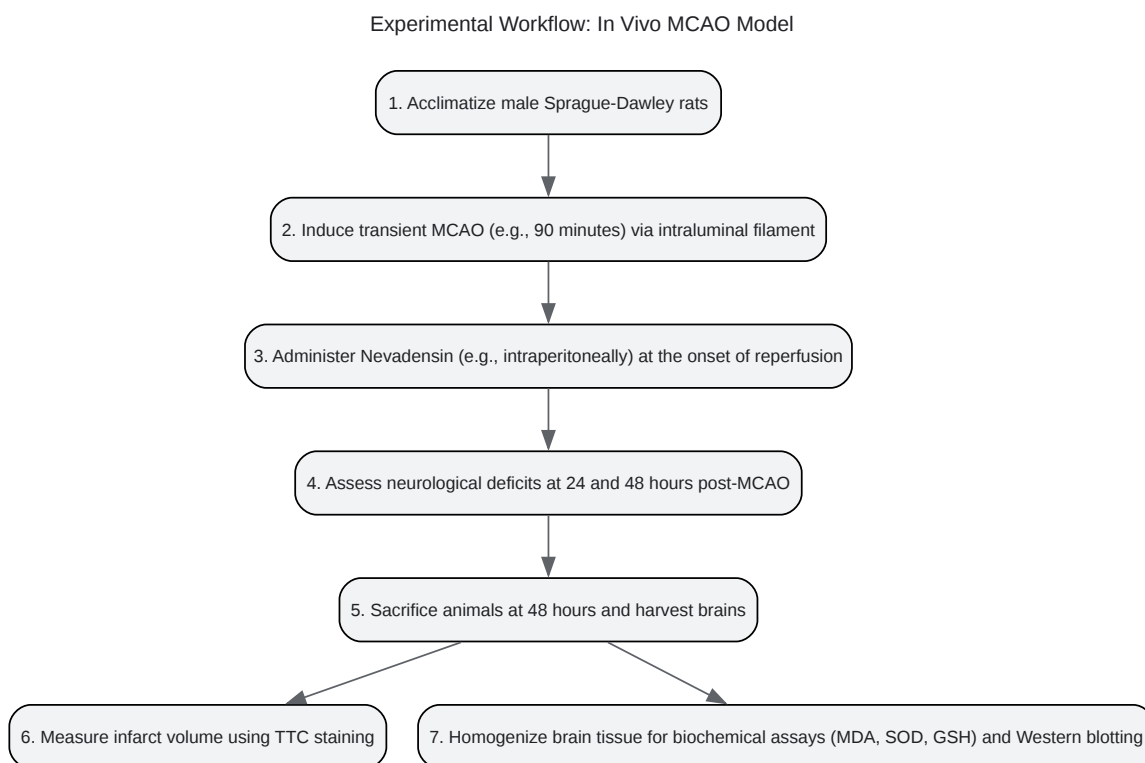 Experimental Workflow: In Vivo MCAO Model
1. Acclimatize male Sprague-Dawley rats
2. Induce transient MCAO (e.g., 90 minutes) via intraluminal filament
3. Administer Nevadensin (e.g., intraperitoneally) at the onset of reperfusion
4. Assess neurological deficits at 24 and 48 hours post-MCAO
5. Sacrifice animals at 48 hours and harvest brains
6. Measure infarct volume using TTC staining
7. Homogenize brain tissue for biochemical assays (MDA, SOD, GSH) and Western blotting